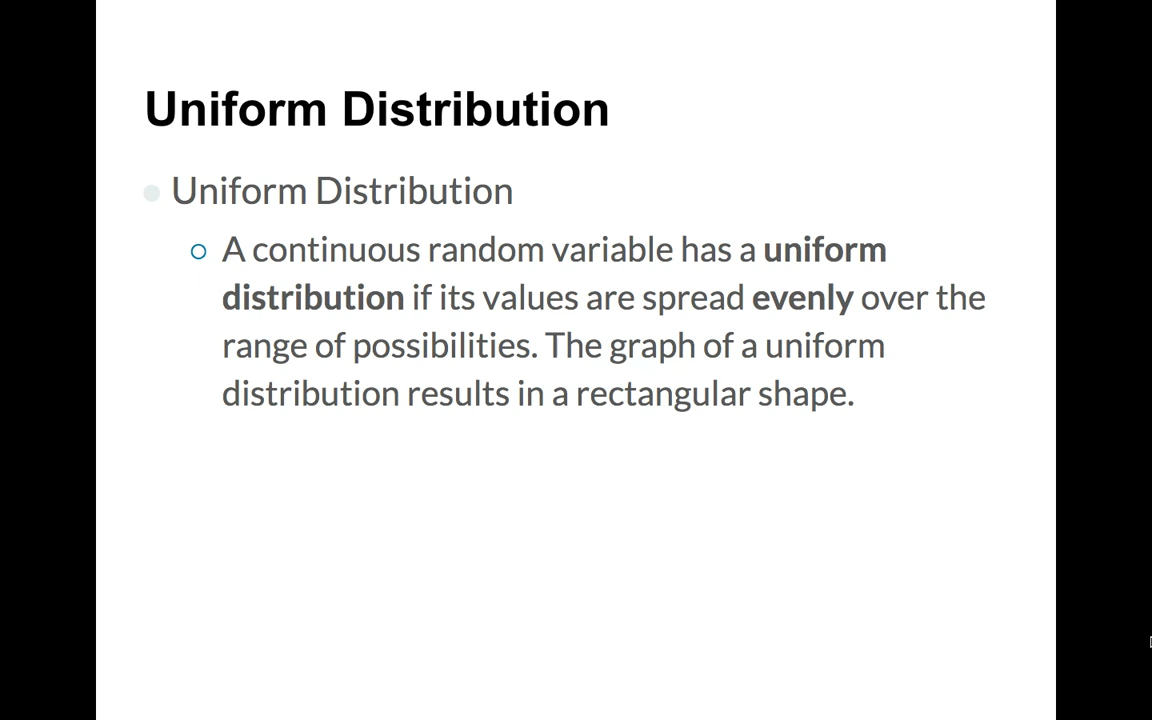 Uniform Distribution
Uniform Distribution
A continuous random variable has a uniform
distribution if its values are spread evenly over the
range of possibilities. The graph of a uniform
distribution results in a rectangular shape.